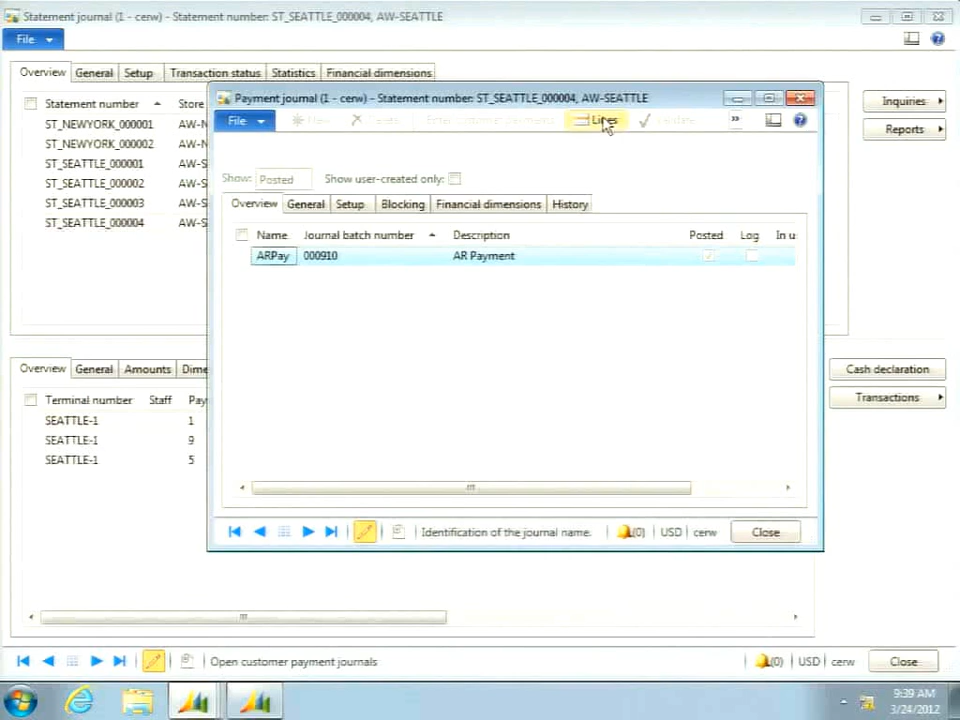 Statement journal (1 - cerw) - Statement number: ST_SEATTLE_000004, AW-SEATTLE
File
Overview General Setup Transaction status Statistics Financial dimensions
Statement number Store
ST_NEWYORK_000001 AW-N
ST_NEWYORK_000002 AW-N
ST_SEATTLE_000001 AW-S
ST_SEATTLE_000002 AW-S
ST_SEATTLE_000003 AW-S
ST_SEATTLE_000004 AW-S
Inquiries
Reports
Payment journal (1 - cerw) - Statement number: ST_SEATTLE_000004, AW-SEATTLE
File New Delete Enter customer payments Lines Validate »
Show: Posted Show user-created only:
Overview General Setup Blocking Financial dimensions History
Name Journal batch number Description Posted Log In u
ARPay 000910 AR Payment
Identification of the journal name. (0) USD cerw Close
Overview General Amounts Dime
Terminal number Staff Pay
SEATTLE-1 1
SEATTLE-1 9
SEATTLE-1 5
Cash declaration
Transactions
Open customer payment journals (0) USD cerw Close
9:39 AM
3/24/2012